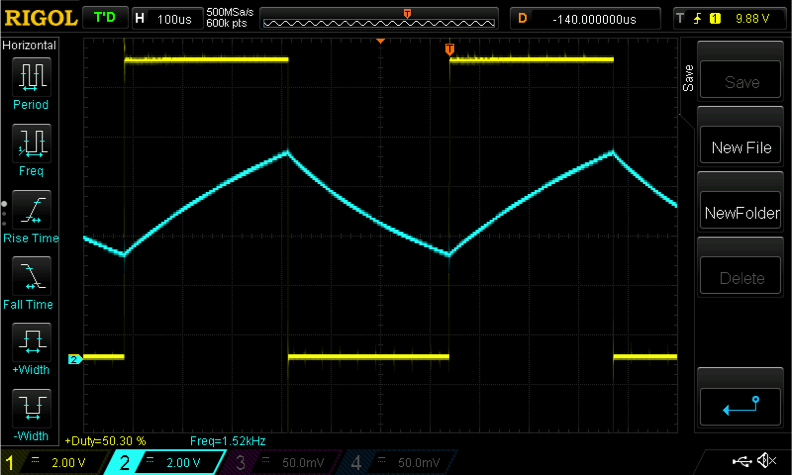 RIGOL T'D H 100us 500MSa/s 600k pts T D -140.000000us T 1 9.88 V
Horizontal
Period
Freq
Rise Time
Fall Time
+Width
-Width
T
2
Save
Save
New File
NewFolder
Delete
+Duty=50.30 % Freq=1.52kHz
1 2.00 V 2 2.00 V 3 50.0mV 4 50.0mV